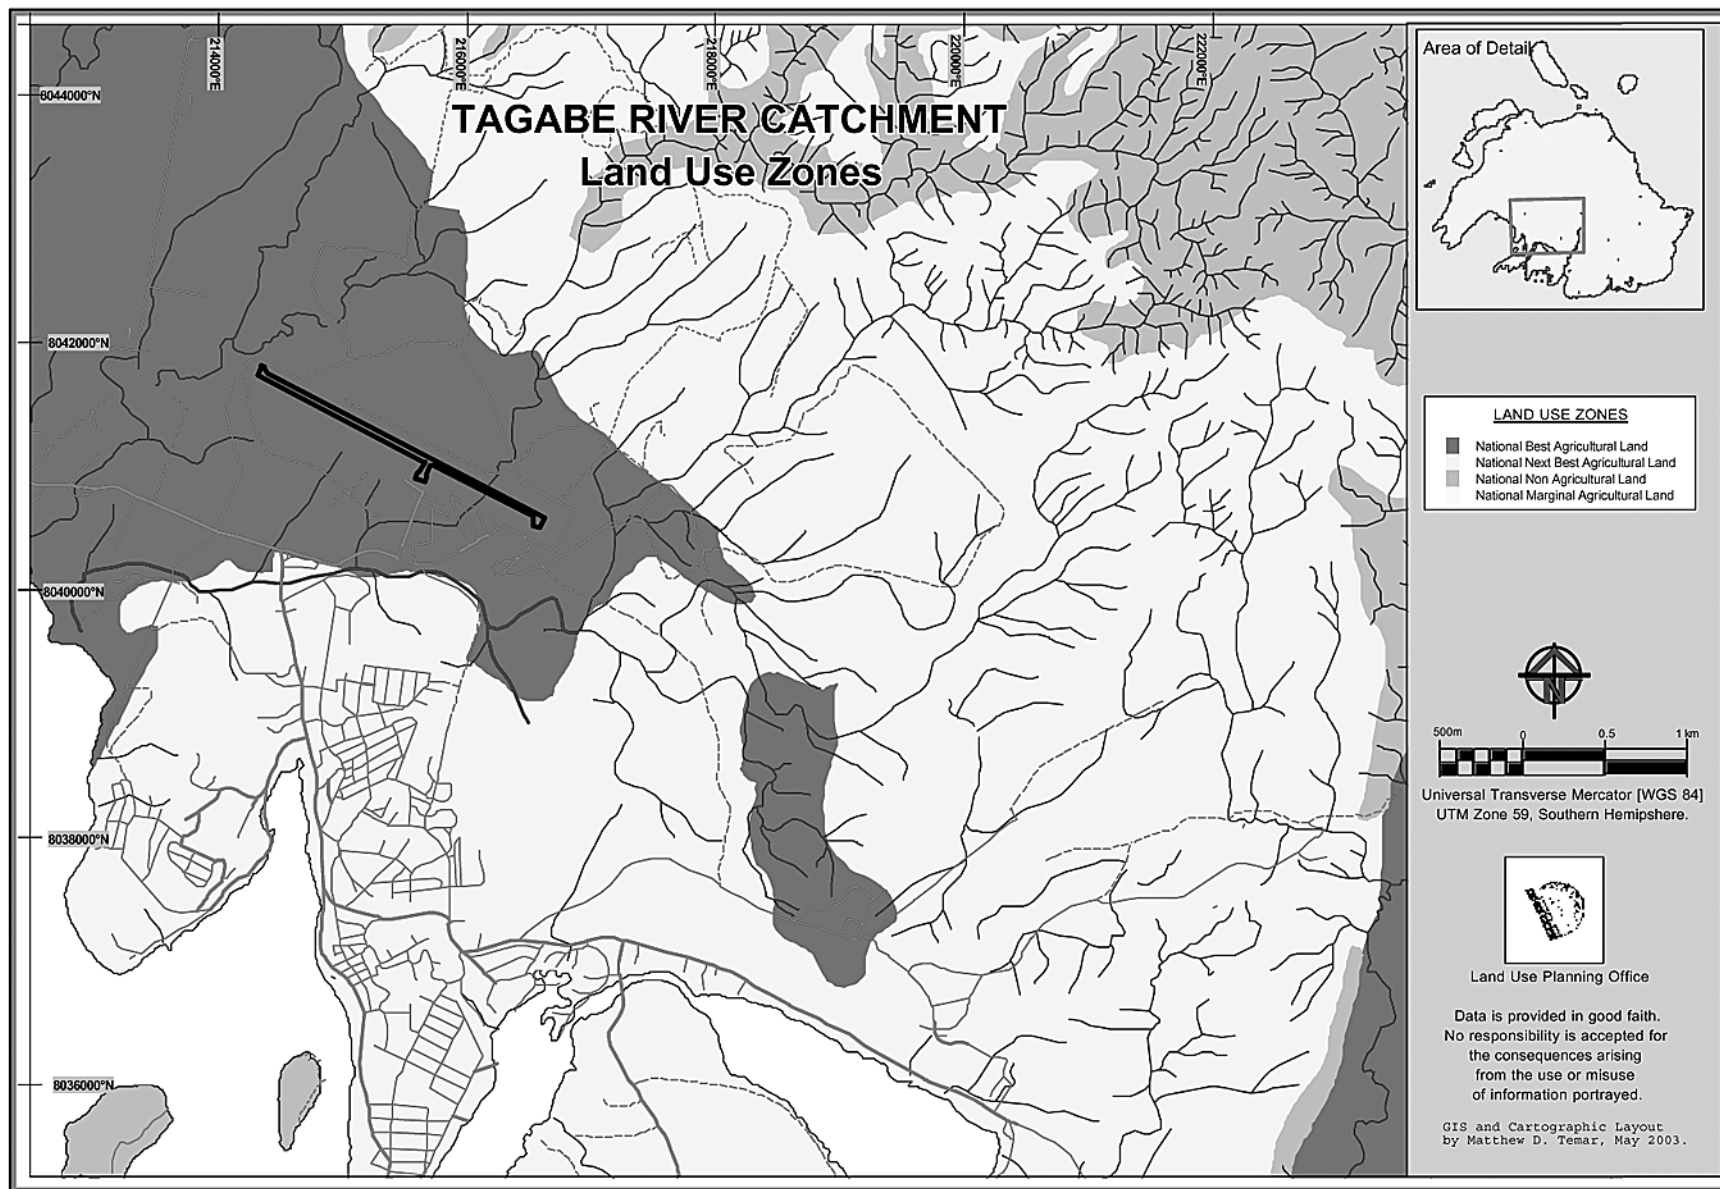 214000°E
216000°E
218000°E
220000°E
222000°E
8044000°N
TAGABE RIVER CATCHMENT
Land Use Zones
8042000°N
8040000°N
8038000°N
8036000°N
Area of Detail
LAND USE ZONES
National Best Agricultural Land
National Next Best Agricultural Land
National Non Agricultural Land
National Marginal Agricultural Land
N
500m 0 0.5 1 km
Universal Transverse Mercator [WGS 84]
UTM Zone 59, Southern Hemipshere.
Land Use Planning Office
Data is provided in good faith.
No responsibility is accepted for
the consequences arising
from the use or misuse
of information portrayed.
GIS and Cartographic Layout
by Matthew D. Temar, May 2003.